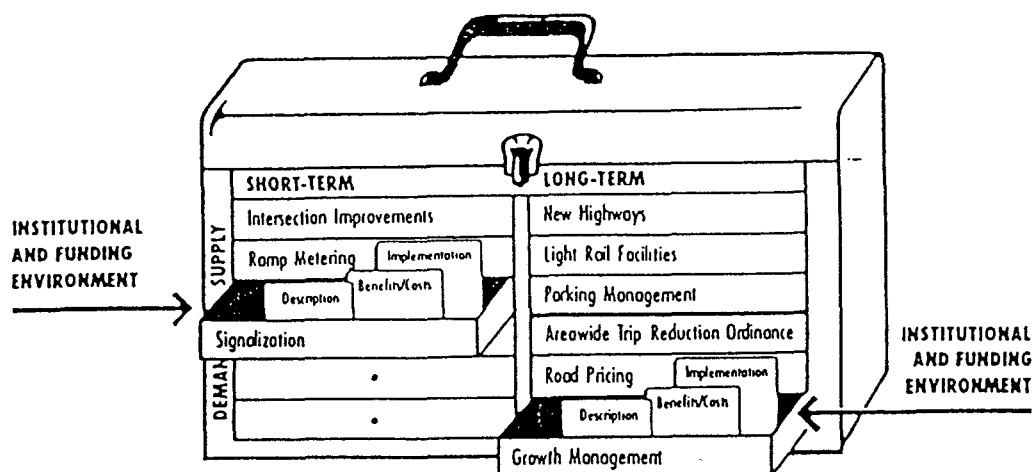 SHORT-TERM
LONG-TERM
INSTITUTIONAL
AND FUNDING
ENVIRONMENT
SUPPLY
Intersection Improvements
Ramp Metering
Implementation
Benefits/Costs
Description
Signalization
DEMAN
•
•
New Highways
Light Rail Facilities
Parking Management
Areawide Trip Reduction Ordinance
Road Pricing
Implementation
Benefits/Costs
Description
Growth Management
INSTITUTIONAL
AND FUNDING
ENVIRONMENT